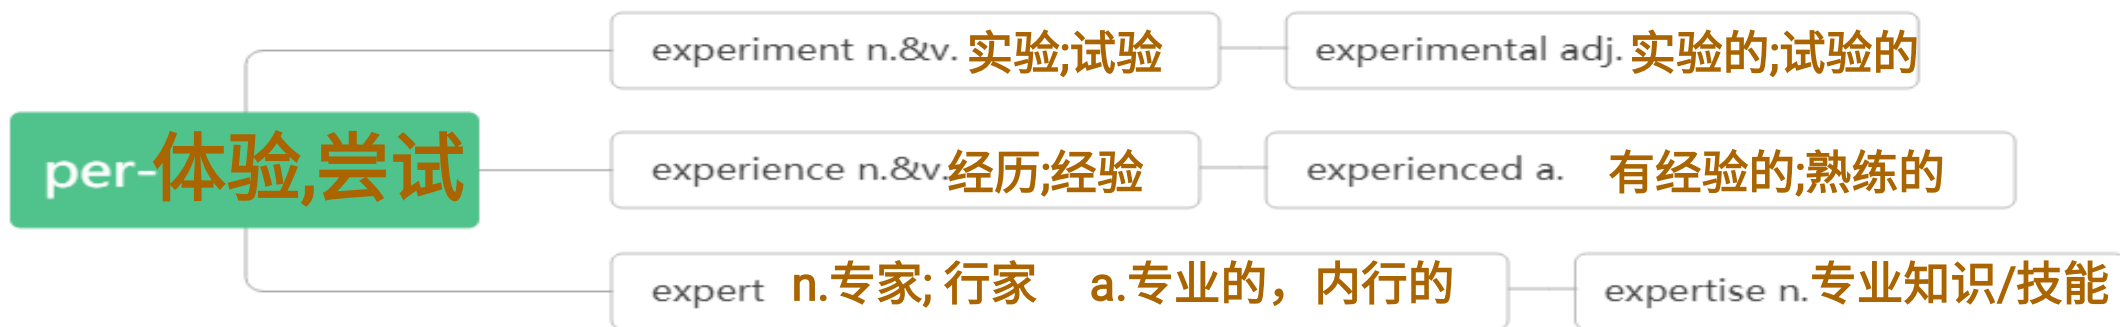 experiment n.&v. 实验;试验
experimental adj. 实验的;试验的
per-体验,尝试
experience n.&v.经历;经验
experienced a. 有经验的;熟练的
expert n.专家; 行家 a.专业的，内行的
expertise n.专业知识/技能